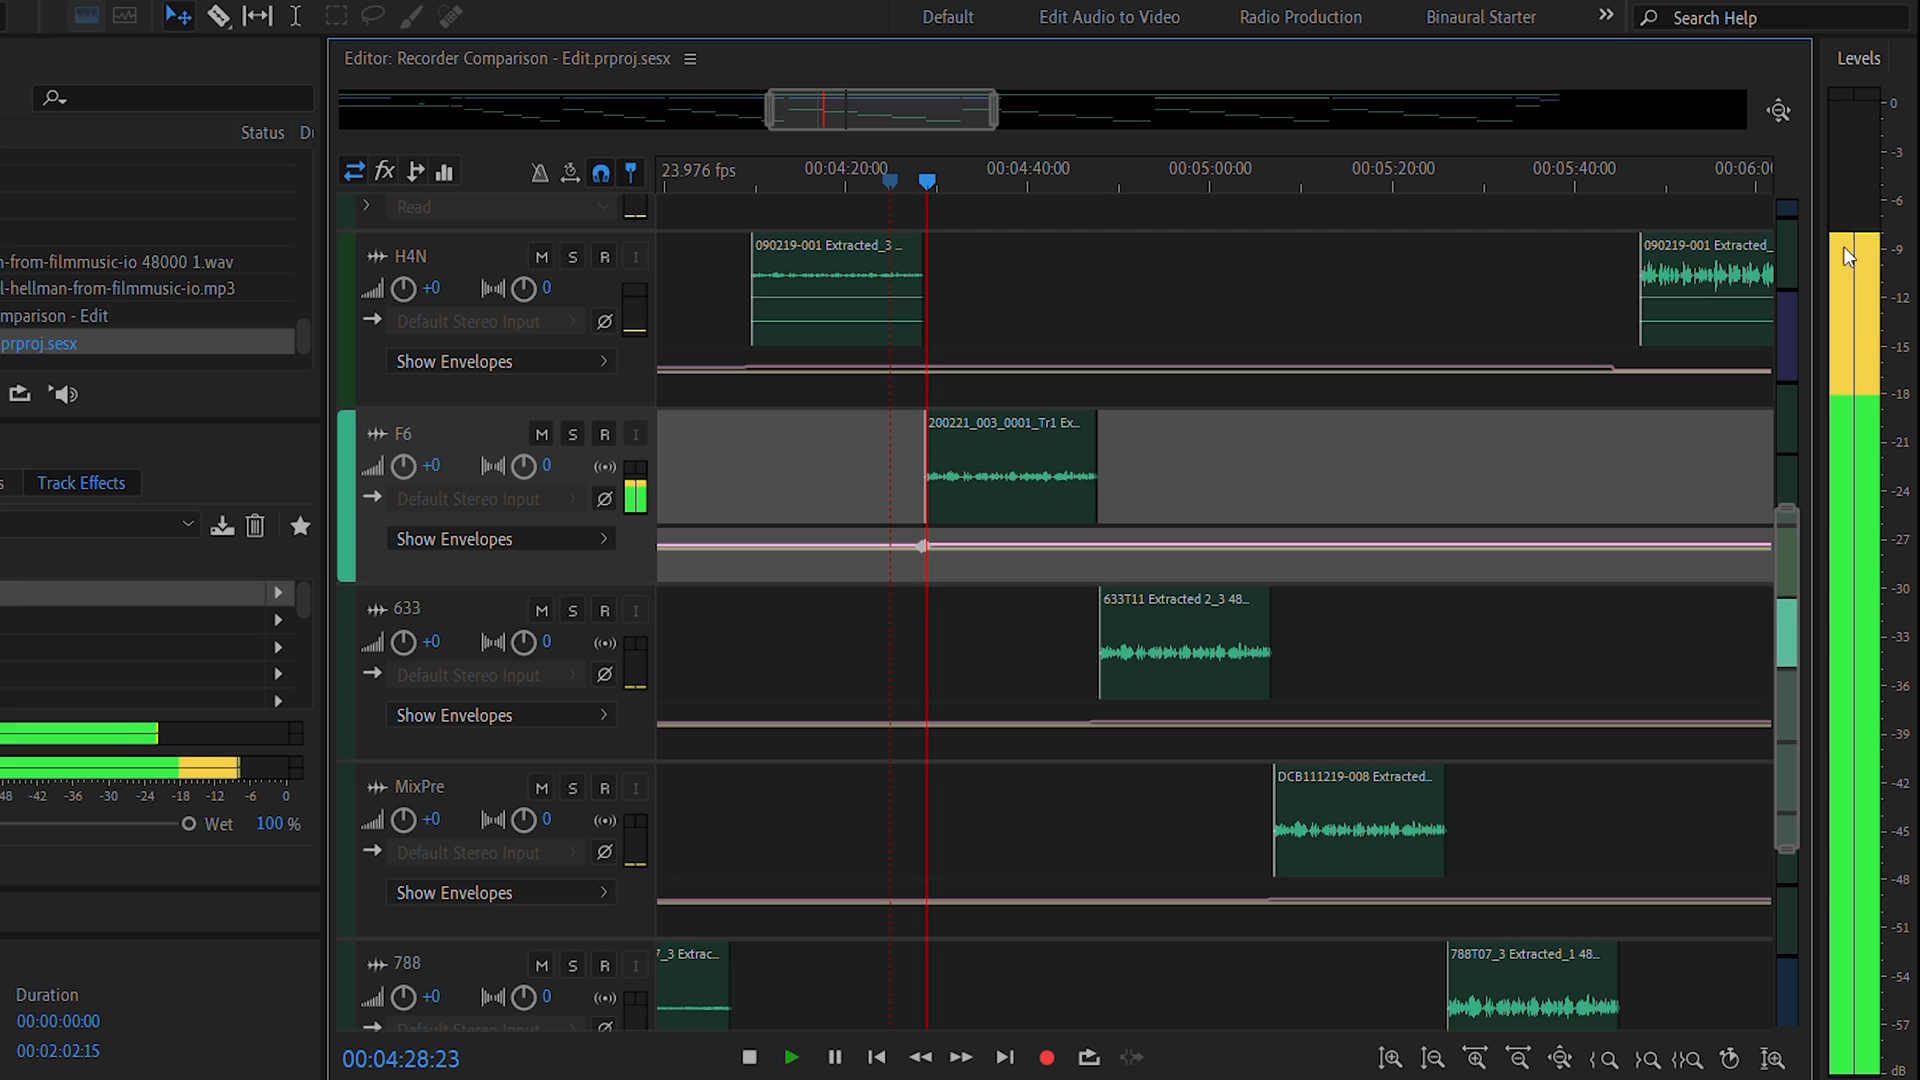 Default
Edit Audio to Video
Radio Production
Binaural Starter
Search Help
Editor: Recorder Comparison - Edit.prproj.sesx
Levels
Status
23.976 fps
00:04:20:00
00:04:40:00
00:05:00:00
00:05:20:00
00:05:40:00
00:06:0
fx
Read
n-from-filmmusic-io 48000 1.wav
l-hellman-from-filmmusic-io.mp3
mparison - Edit
prproj.sesx
H4N
M S R I
+0
0
Default Stereo Input
Show Envelopes
090219-001 Extracted_3 ...
090219-001 Extracted_
F6
M S R I
+0
0
Default Stereo Input
Show Envelopes
200221_003_0001_Tr1 Ex...
Track Effects
633
M S R I
+0
0
Default Stereo Input
Show Envelopes
633T11 Extracted 2_3 48...
MixPre
M S R I
+0
0
Default Stereo Input
Show Envelopes
DCB111219-008 Extracted...
788
M S R I
+0
0
Default Stereo Input
7_3 Extrac...
788T07_3 Extracted_1 48...
48 -42 -36 -30 -24 -18 -12 -6 0
Wet 100 %
Duration
00:00:00:00
00:02:02:15
00:04:28:23
0
-3
-6
-9
-12
-15
-18
-21
-24
-27
-30
-33
-36
-39
-42
-45
-48
-51
-54
-57
dB